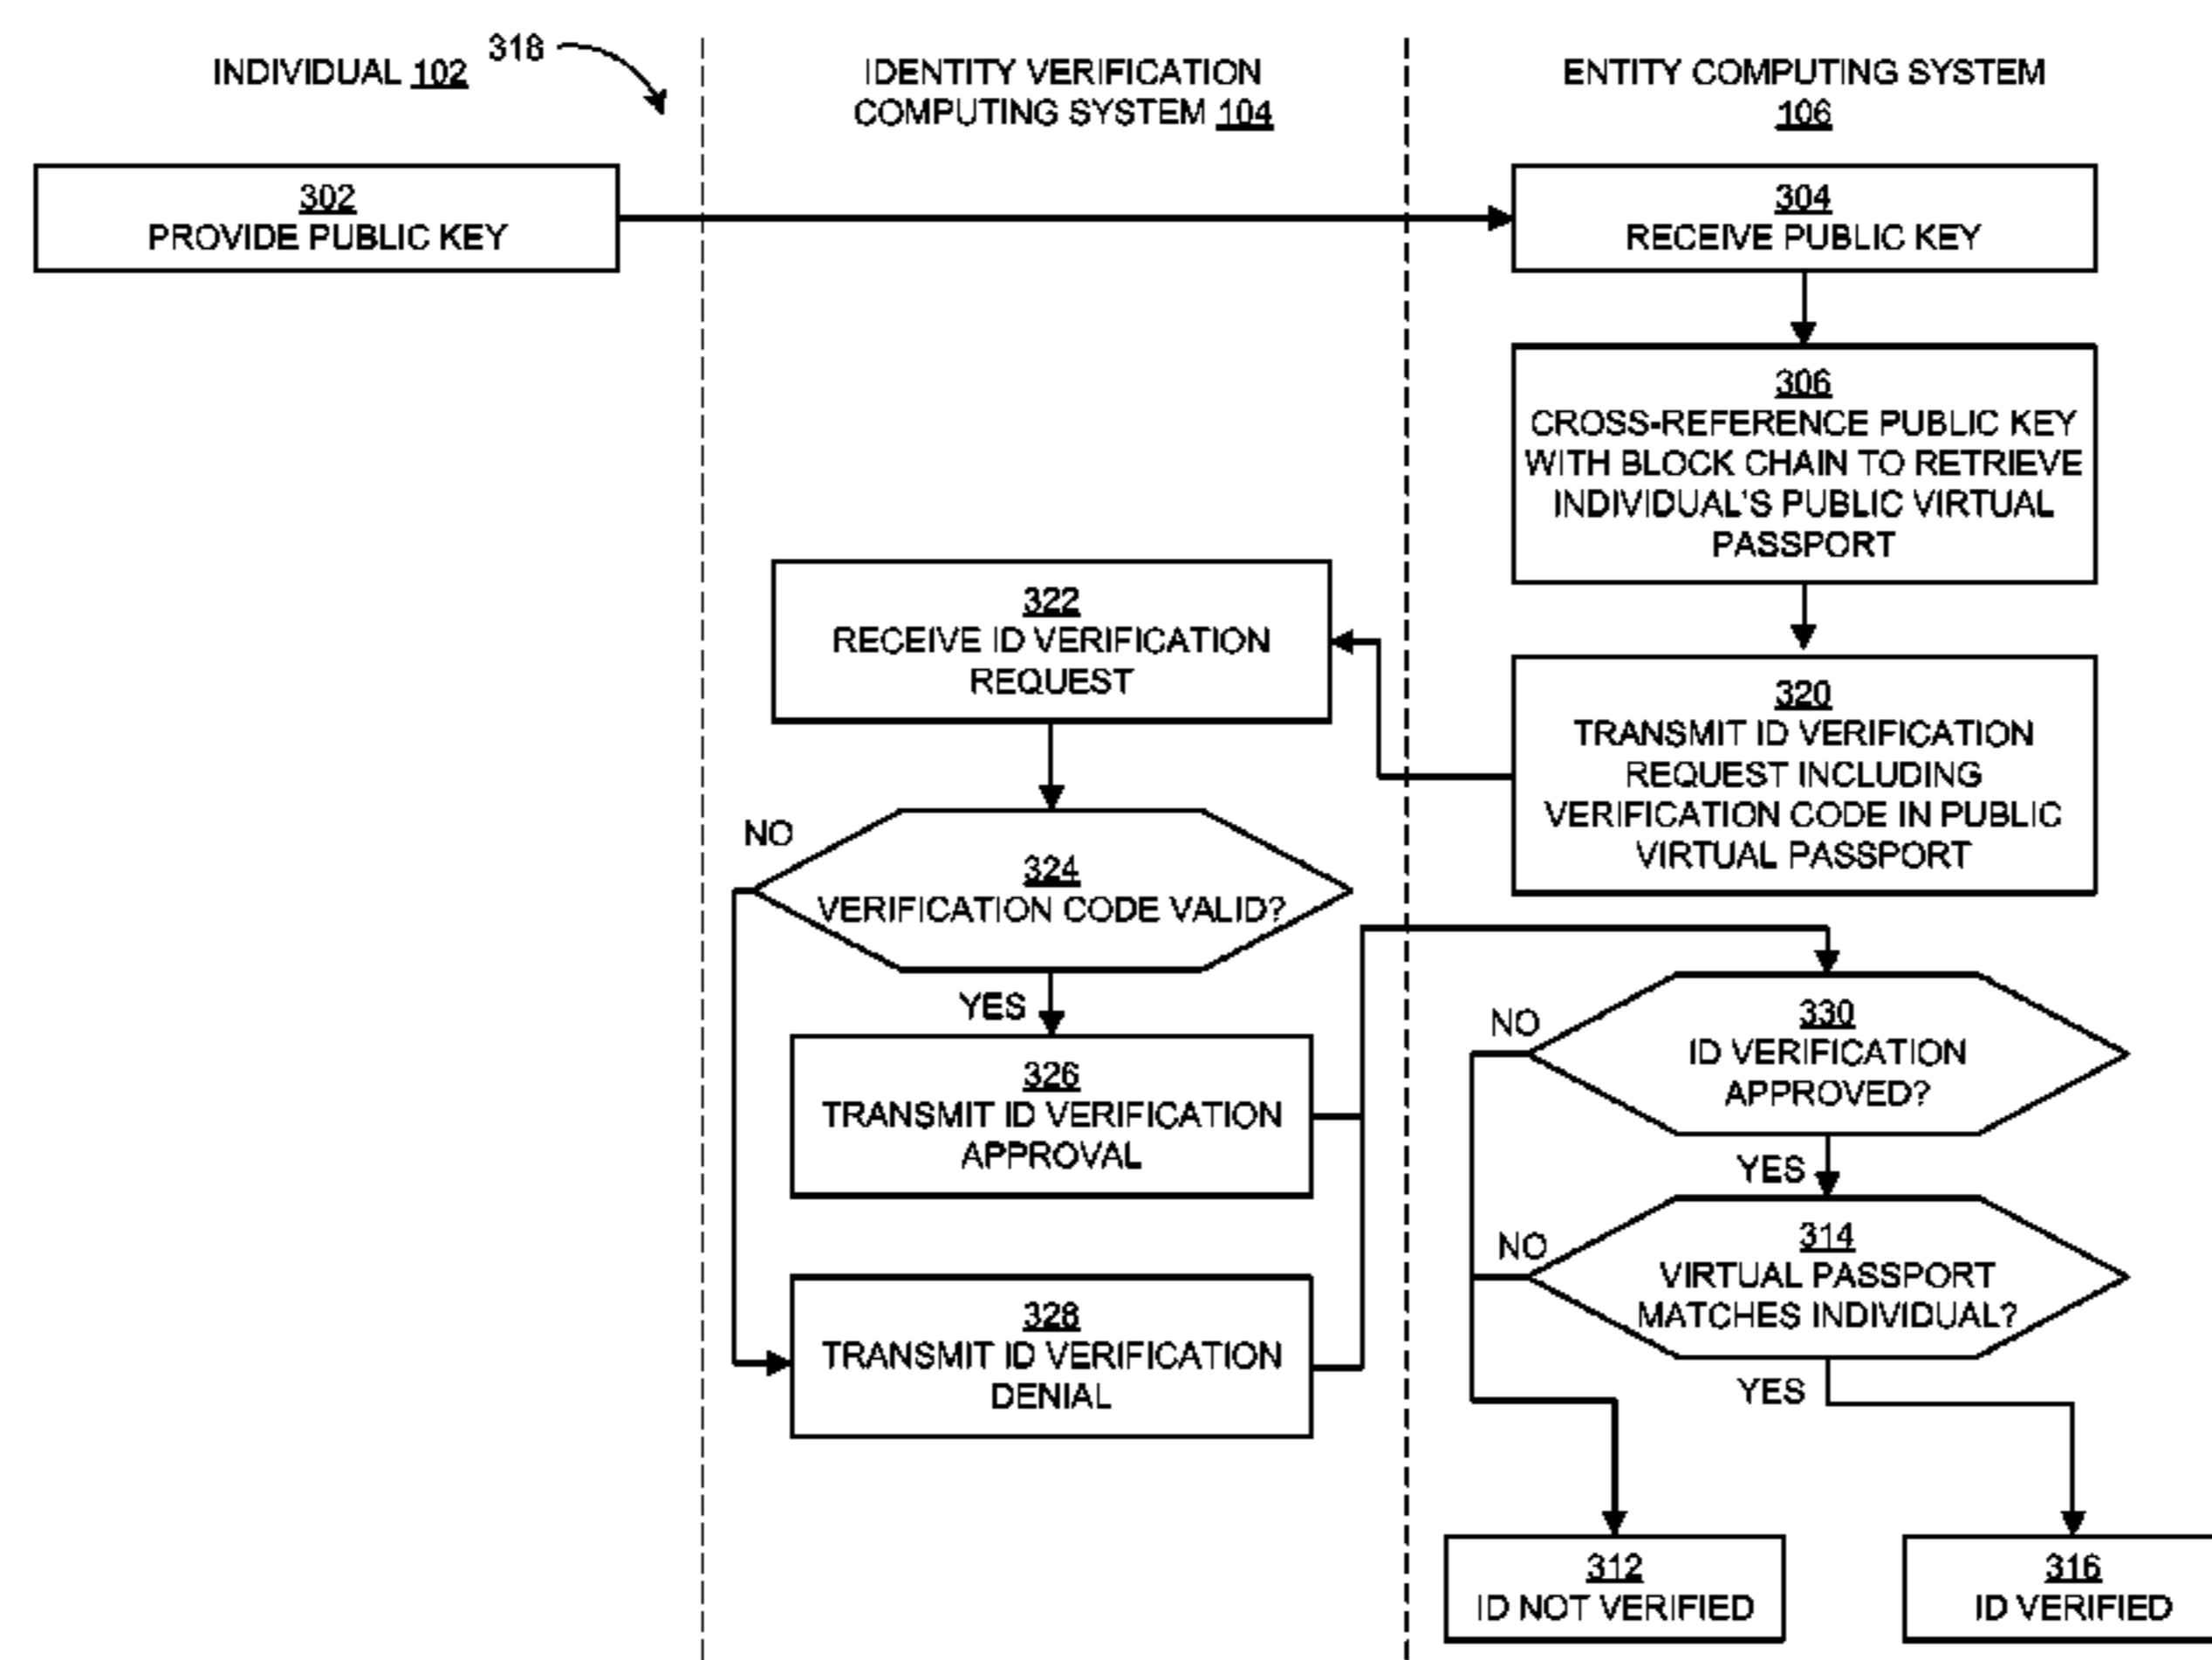 318
INDIVIDUAL 102
IDENTITY VERIFICATION
COMPUTING SYSTEM 104
ENTITY COMPUTING SYSTEM
106
302
PROVIDE PUBLIC KEY
304
RECEIVE PUBLIC KEY
306
CROSS-REFERENCE PUBLIC KEY
WITH BLOCK CHAIN TO RETRIEVE
INDIVIDUAL'S PUBLIC VIRTUAL
PASSPORT
322
RECEIVE ID VERIFICATION
REQUEST
320
TRANSMIT ID VERIFICATION
REQUEST INCLUDING
VERIFICATION CODE IN PUBLIC
VIRTUAL PASSPORT
NO
324
VERIFICATION CODE VALID?
YES
326
TRANSMIT ID VERIFICATION
APPROVAL
328
TRANSMIT ID VERIFICATION
DENIAL
NO
330
ID VERIFICATION
APPROVED?
YES
NO
314
VIRTUAL PASSPORT
MATCHES INDIVIDUAL?
YES
312
ID NOT VERIFIED
316
ID VERIFIED